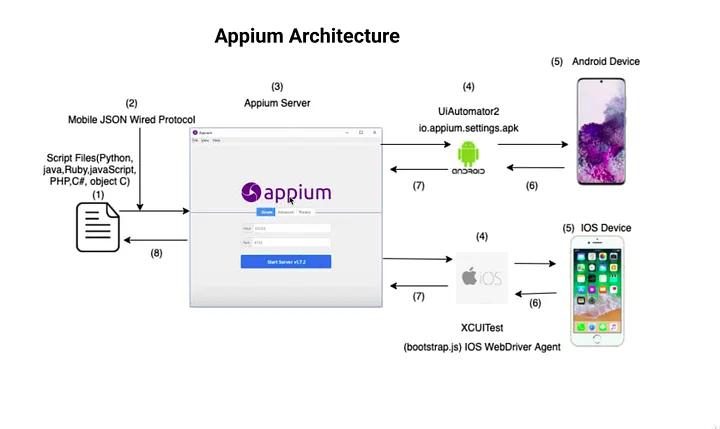 Appium Architecture
(5) Android Device
(3)
(4)
(2)
Appium Server
Mobile JSON Wired Protocol
UiAutomator2
io.appium.settings.apk
Appium
File View Help
Script Files(Python,
java,Ruby,javaScript,
PHP,C#, object C)
(1)
appium
ANDROID
(7)
(6)
Simple Advanced Presets
Host 0.0.0.0
Port 4723
Start Server v1.7.2
(8)
(4)
(5) IOS Device
iOS
(7)
(6)
XCUITest
(bootstrap.js) IOS WebDriver Agent